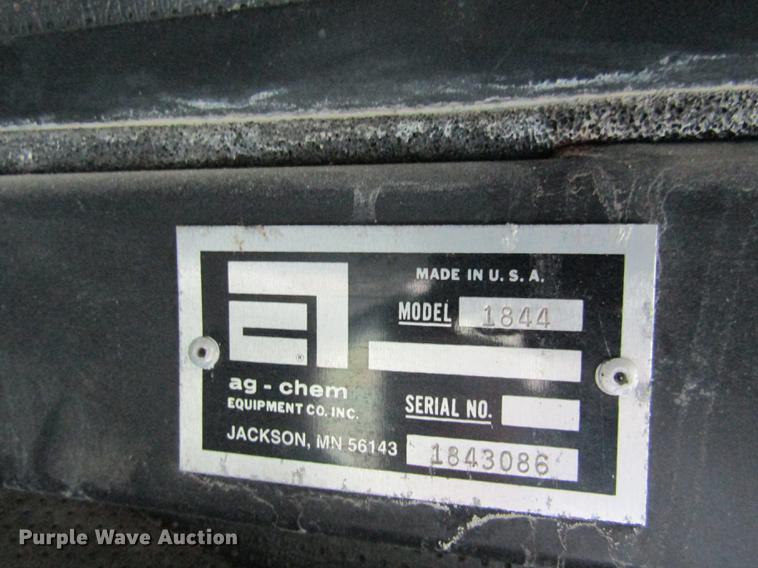 MADE IN U. S. A.
MODEL 1844
ag - chem
EQUIPMENT CO. INC.
JACKSON, MN 56143
SERIAL NO.
1843086
®
Purple Wave Auction